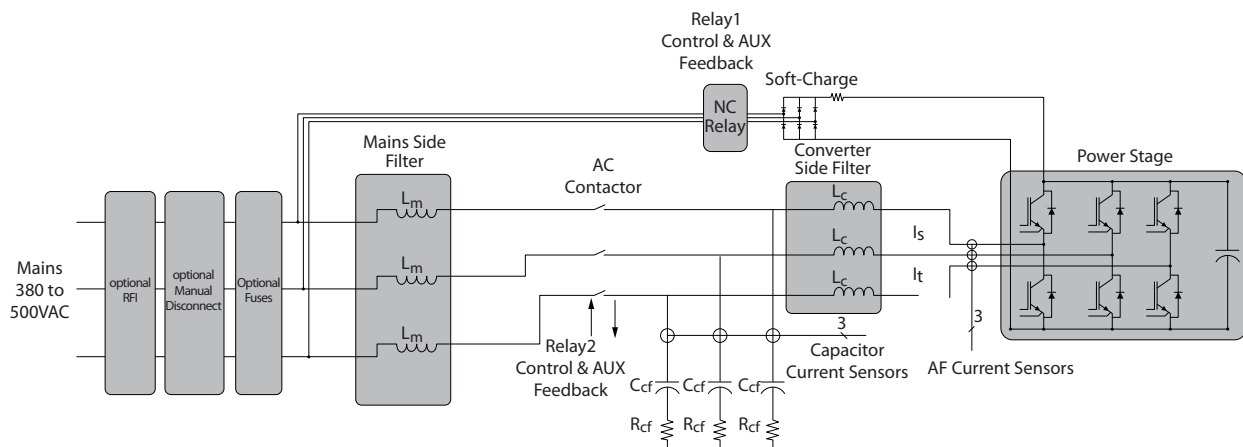 Relay1
Control & AUX
Feedback
Soft-Charge
NC
Relay
Mains Side
Filter
AC
Contactor
Converter
Side Filter
Power Stage
Lm
Lm
Lm
Lc
Lc
Lc
Is
It
Mains
380 to
500VAC
optional
RFI
optional
Manual
Disconnect
Optional
Fuses
3
3
Relay2
Control & AUX
Feedback
Capacitor
Current Sensors
AF Current Sensors
Ccf
Ccf
Ccf
Rcf
Rcf
Rcf